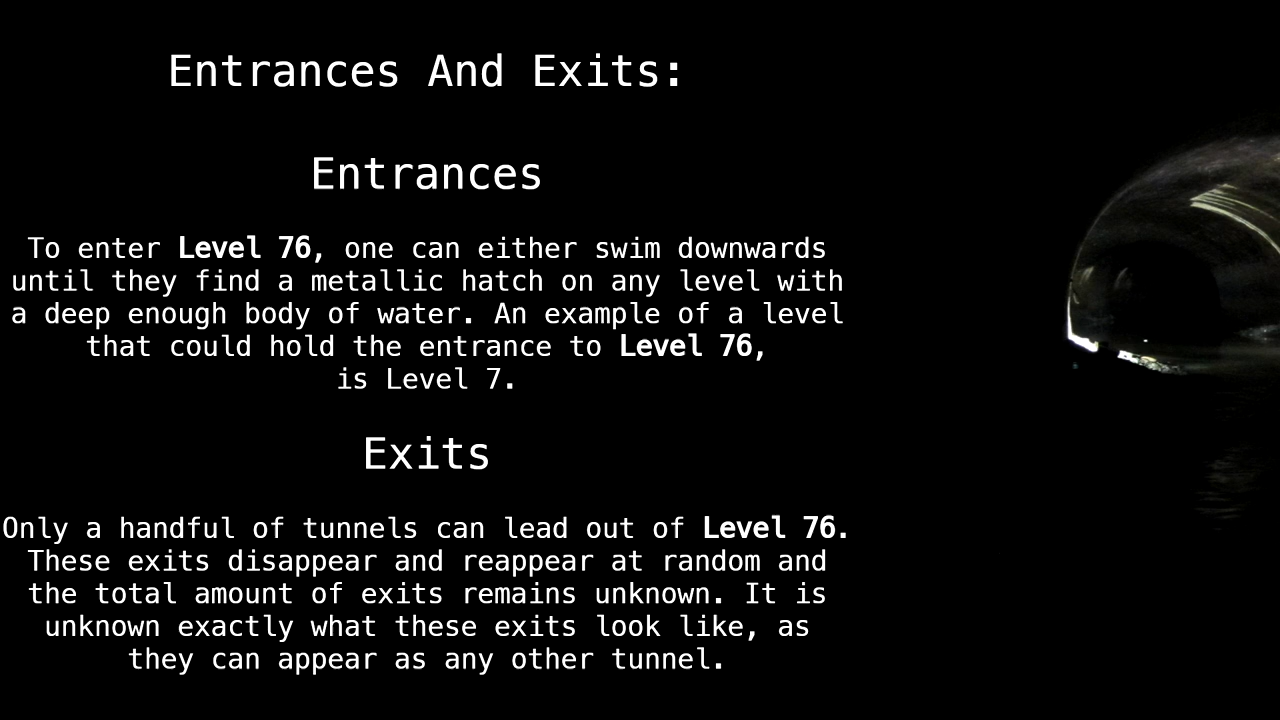 Entrances And Exits:
Entrances
To enter Level 76, one can either swim downwards
until they find a metallic hatch on any level with
a deep enough body of water. An example of a level
that could hold the entrance to Level 76,
is Level 7.
Exits
Only a handful of tunnels can lead out of Level 76.
These exits disappear and reappear at random and
the total amount of exits remains unknown. It is
unknown exactly what these exits look like, as
they can appear as any other tunnel.